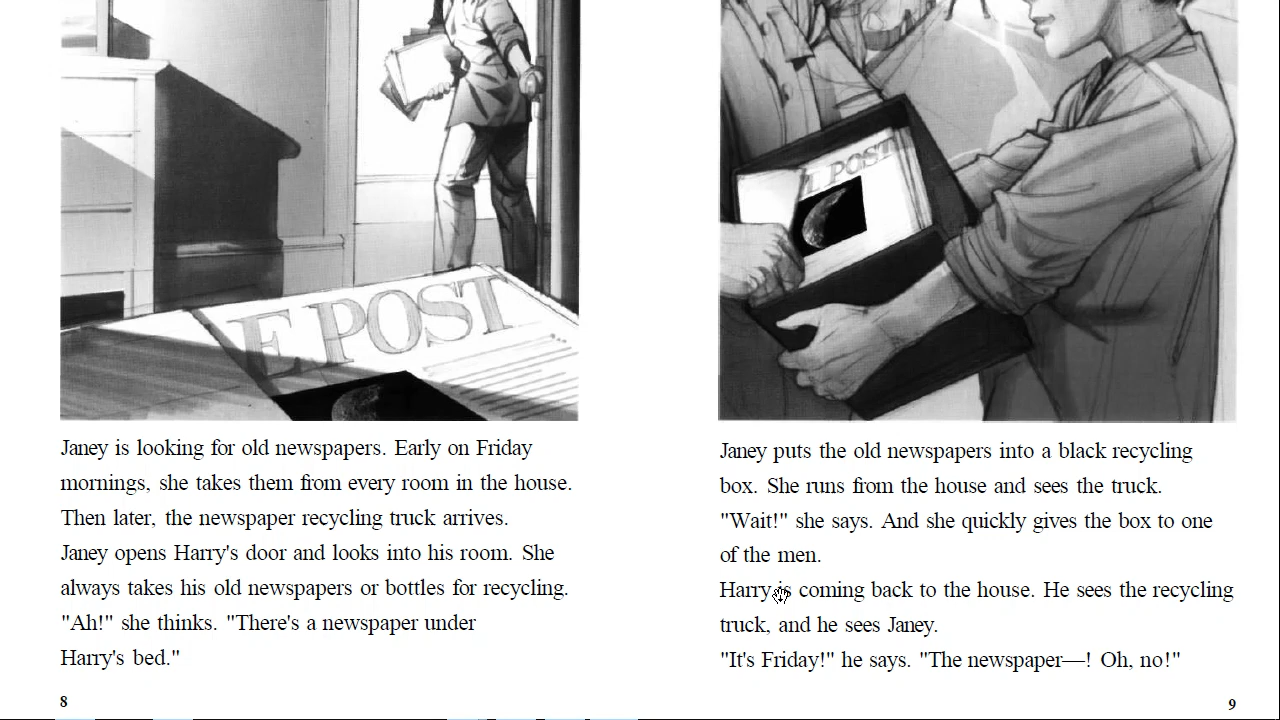 E POST
Janey is looking for old newspapers. Early on Friday
mornings, she takes them from every room in the house.
Then later, the newspaper recycling truck arrives.
Janey opens Harry's door and looks into his room. She
always takes his old newspapers or bottles for recycling.
"Ah!" she thinks. "There's a newspaper under
Harry's bed."
8
E POST
Janey puts the old newspapers into a black recycling
box. She runs from the house and sees the truck.
"Wait!" she says. And she quickly gives the box to one
of the men.
Harry is coming back to the house. He sees the recycling
truck, and he sees Janey.
"It's Friday!" he says. "The newspaper—! Oh, no!"
9